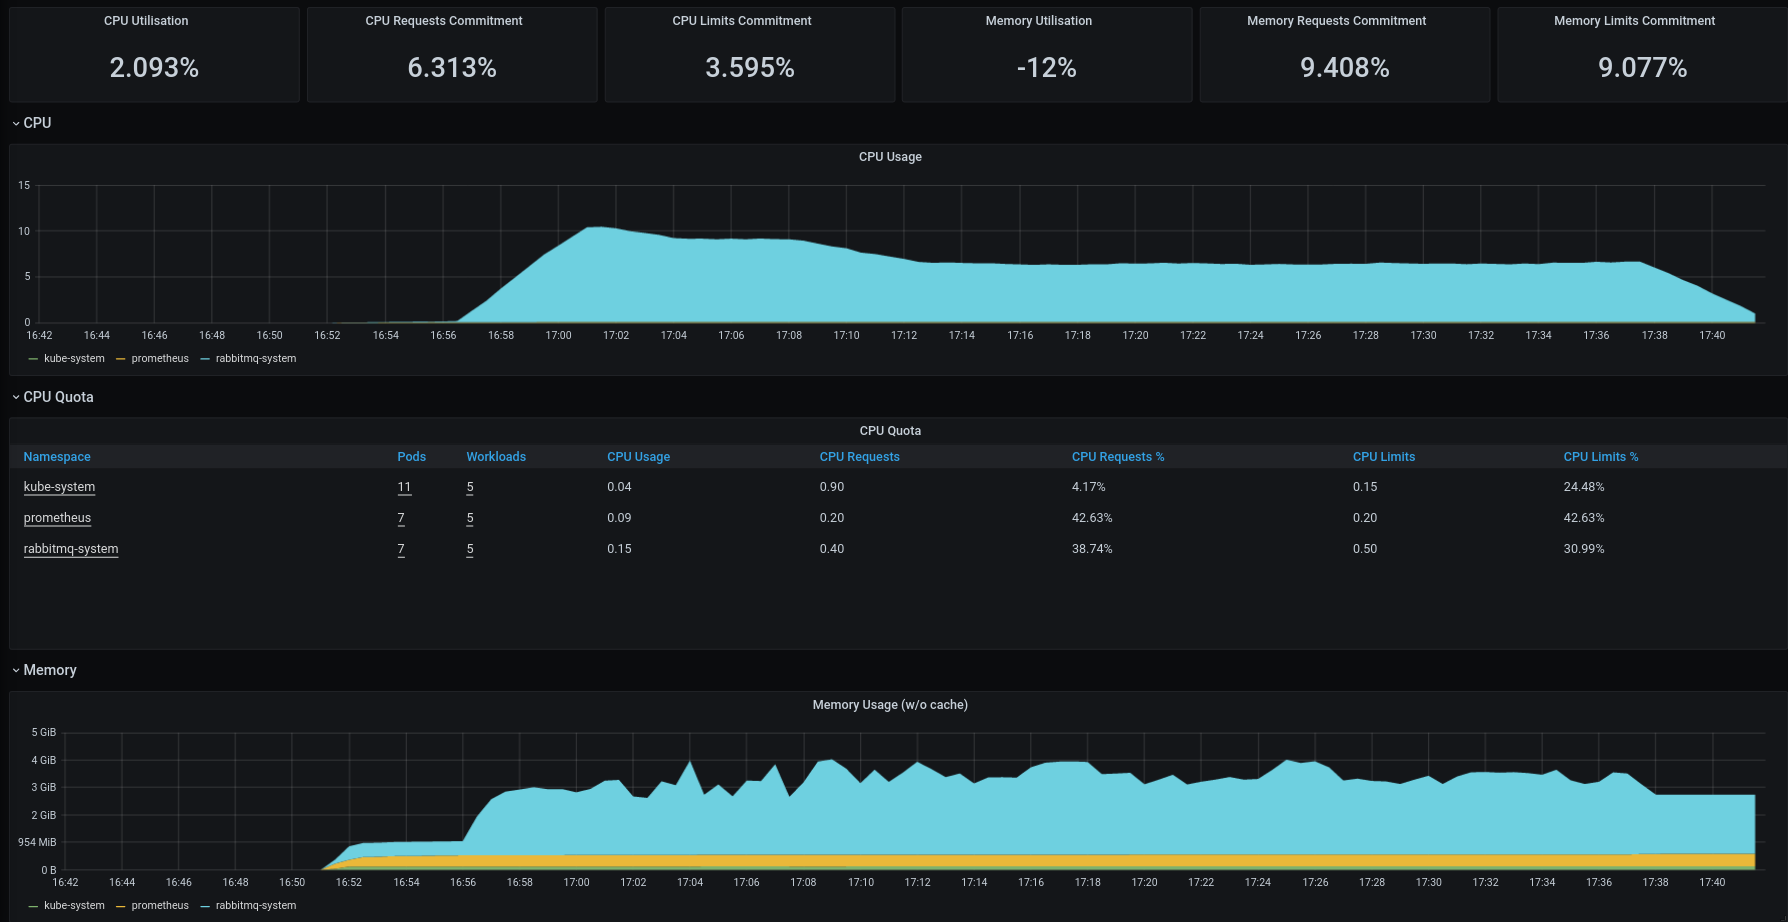 CPU Utilisation CPU Requests Commitment CPU Limits Commitment Memory Utilisation Memory Requests Commitment Memory Limits Commitment
2.093% 6.313% 3.595% -12% 9.408% 9.077%
CPU
CPU Usage
15
10
5
0
16:42 16:44 16:46 16:48 16:50 16:52 16:54 16:56 16:58 17:00 17:02 17:04 17:06 17:08 17:10 17:12 17:14 17:16 17:18 17:20 17:22 17:24 17:26 17:28 17:30 17:32 17:34 17:36 17:38 17:40
kube-system prometheus rabbitmq-system
CPU Quota
CPU Quota
Namespace Pods Workloads CPU Usage CPU Requests CPU Requests % CPU Limits CPU Limits %
kube-system 11 5 0.04 0.90 4.17% 0.15 24.48%
prometheus 7 5 0.09 0.20 42.63% 0.20 42.63%
rabbitmq-system 7 5 0.15 0.40 38.74% 0.50 30.99%
Memory
Memory Usage (w/o cache)
5 GiB
4 GiB
3 GiB
2 GiB
954 MiB
0 B
16:42 16:44 16:46 16:48 16:50 16:52 16:54 16:56 16:58 17:00 17:02 17:04 17:06 17:08 17:10 17:12 17:14 17:16 17:18 17:20 17:22 17:24 17:26 17:28 17:30 17:32 17:34 17:36 17:38 17:40
kube-system prometheus rabbitmq-system